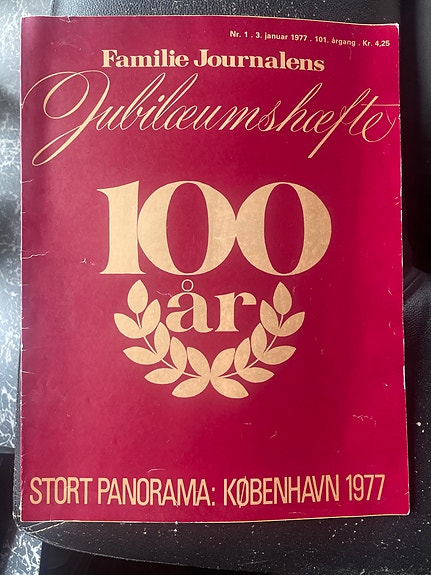 Nr. 1 . 3. januar 1977 . 101. årgang . Kr. 4,25
Familie Journalens
Jubilæumshæfte
100
år
STORT PANORAMA: KØBENHAVN 1977